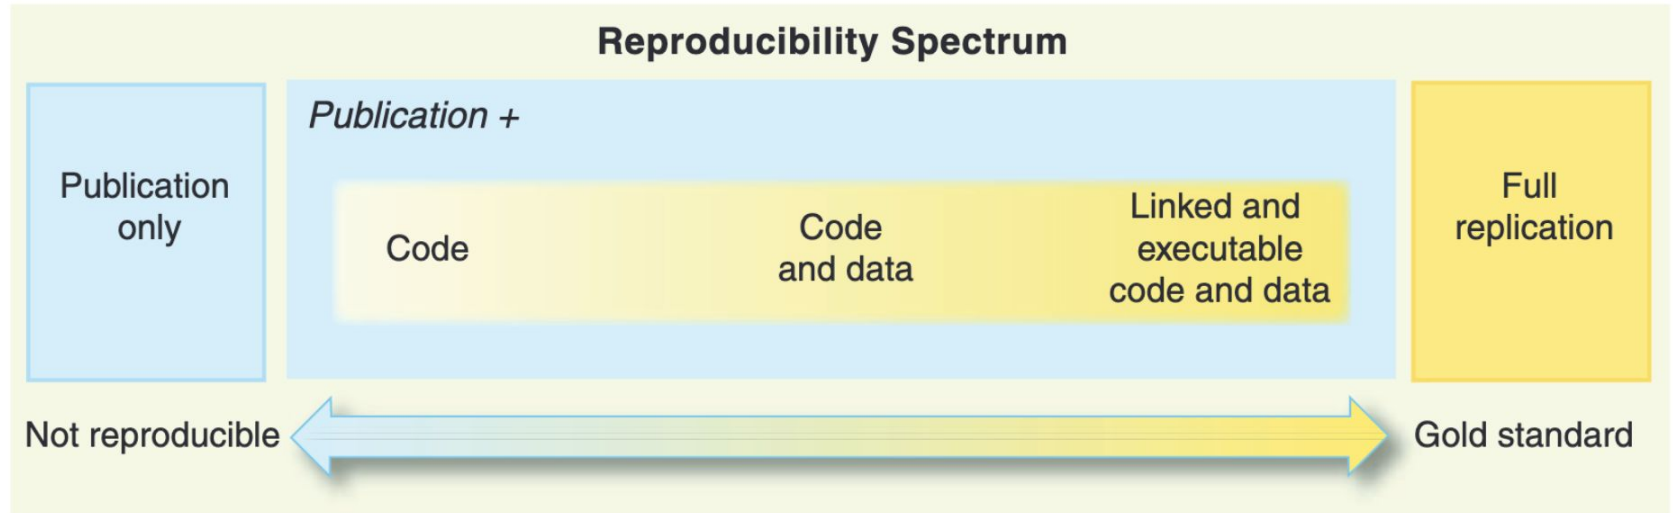 Reproducibility Spectrum
Publication
only
Publication +
Code
Code
and data
Linked and
executable
code and data
Full
replication
Not reproducible
Gold standard